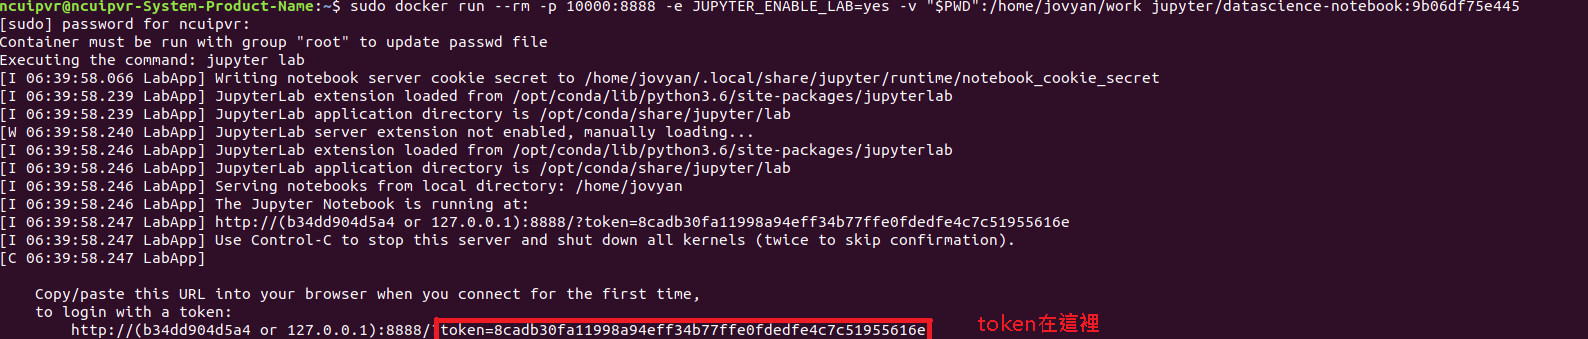 ncuipvr@ncuipvr-System-Product-Name:~$ sudo docker run --rm -p 10000:8888 -e JUPYTER_ENABLE_LAB=yes -v "$PWD":/home/jovyan/work jupyter/datascience-notebook:9b06df75e445
[sudo] password for ncuipvr:
Container must be run with group "root" to update passwd file
Executing the command: jupyter lab
[I 06:39:58.066 LabApp] Writing notebook server cookie secret to /home/jovyan/.local/share/jupyter/runtime/notebook_cookie_secret
[I 06:39:58.239 LabApp] JupyterLab extension loaded from /opt/conda/lib/python3.6/site-packages/jupyterlab
[I 06:39:58.239 LabApp] JupyterLab application directory is /opt/conda/share/jupyter/lab
[W 06:39:58.240 LabApp] JupyterLab server extension not enabled, manually loading...
[I 06:39:58.246 LabApp] JupyterLab extension loaded from /opt/conda/lib/python3.6/site-packages/jupyterlab
[I 06:39:58.246 LabApp] JupyterLab application directory is /opt/conda/share/jupyter/lab
[I 06:39:58.246 LabApp] Serving notebooks from local directory: /home/jovyan
[I 06:39:58.246 LabApp] The Jupyter Notebook is running at:
[I 06:39:58.247 LabApp] http://(b34dd904d5a4 or 127.0.0.1):8888/?token=8cadb30fa11998a94eff34b77ffe0fdedfe4c7c51955616e
[I 06:39:58.247 LabApp] Use Control-C to stop this server and shut down all kernels (twice to skip confirmation).
[C 06:39:58.247 LabApp]
Copy/paste this URL into your browser when you connect for the first time,
to login with a token:
http://(b34dd904d5a4 or 127.0.0.1):8888/?token=8cadb30fa11998a94eff34b77ffe0fdedfe4c7c51955616e token在這裡